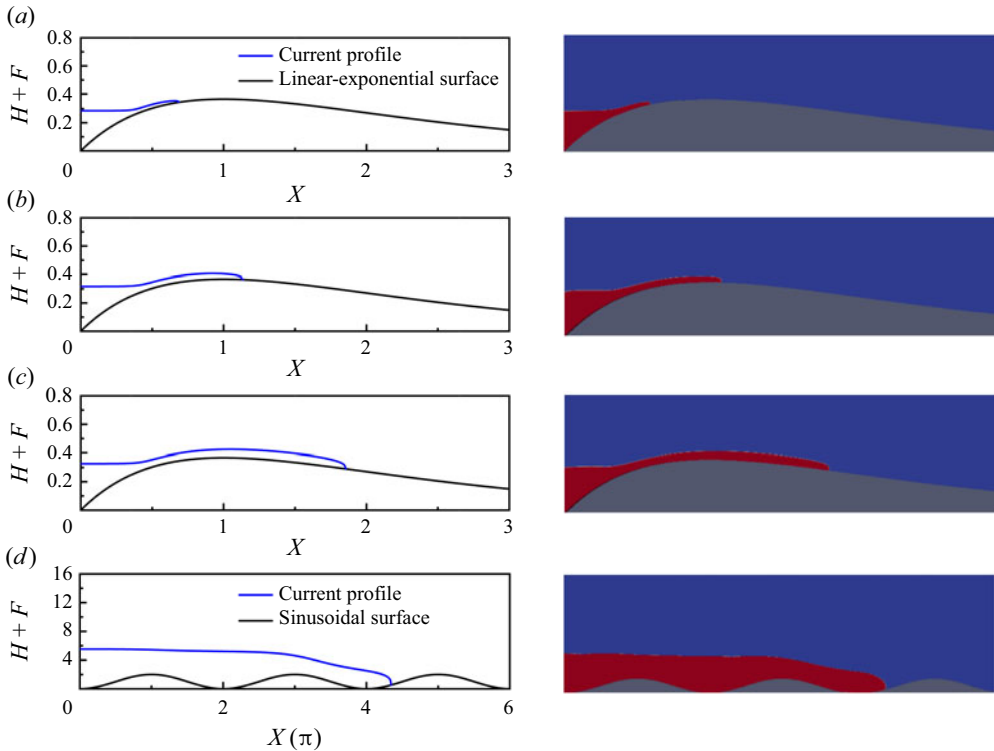 (a)
0.8
0.6
0.4
0.2
0
H + F
Current profile
Linear-exponential surface
1
2
3
X
(b)
0.8
0.6
0.4
0.2
0
H + F
1
2
3
X
(c)
0.8
0.6
0.4
0.2
0
H + F
1
2
3
X
(d)
16
12
8
4
0
H + F
Current profile
Sinusoidal surface
2
4
6
X (π)